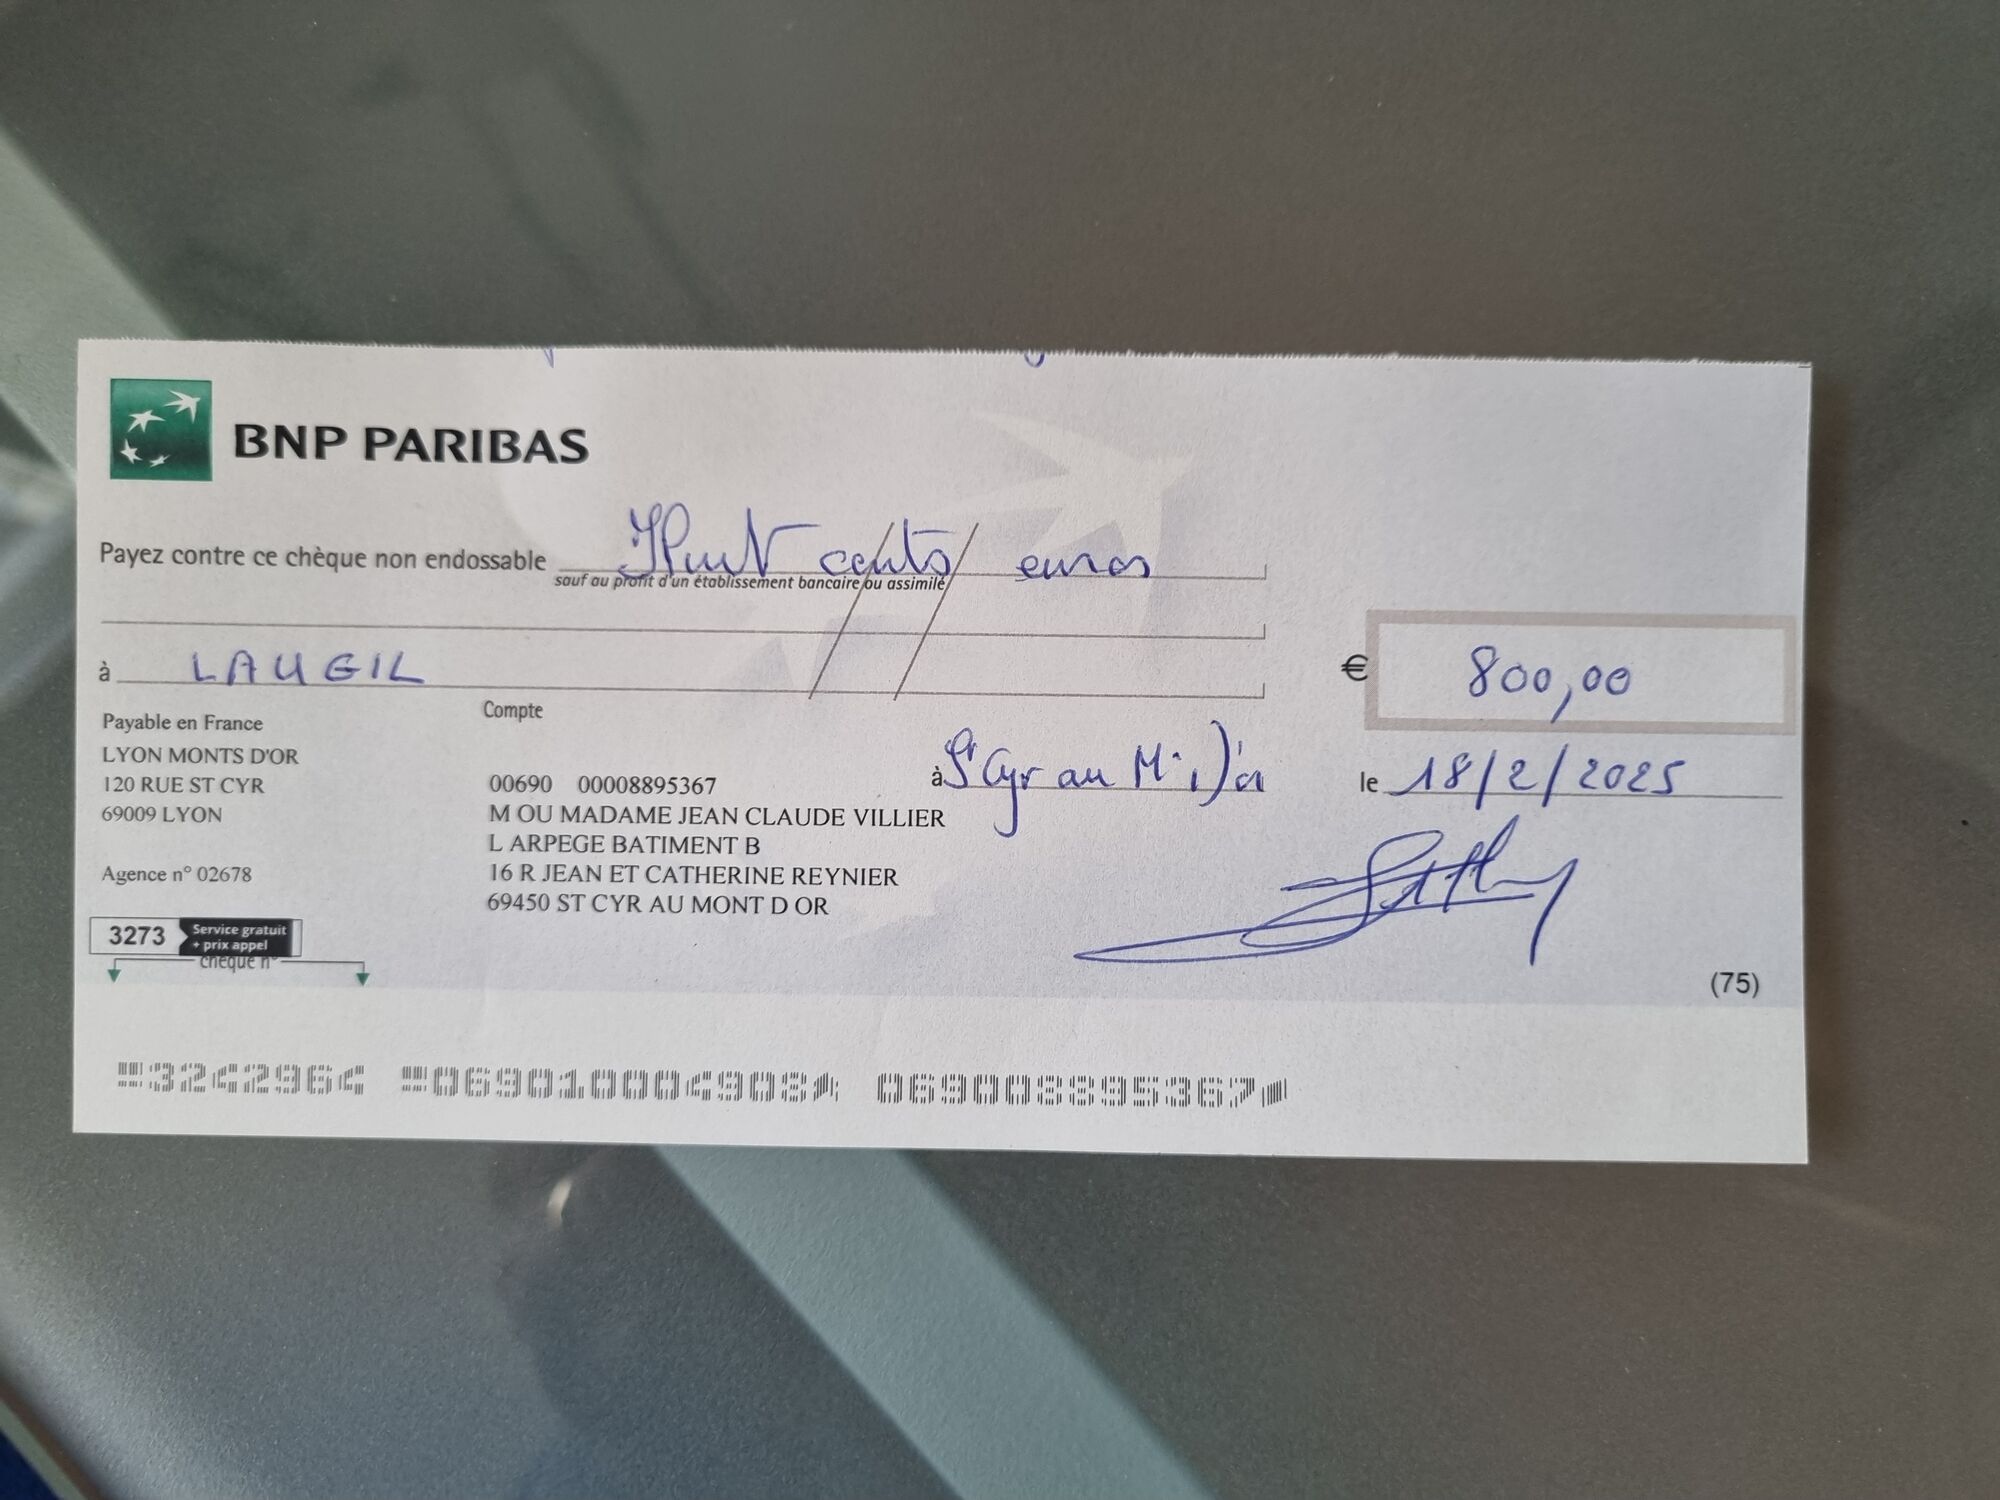 BNP PARIBAS
Payez contre ce chèque non endossable Huit cents euros
sauf au profit d'un établissement bancaire ou assimilé
à LAUGIL
€ 800,00
Payable en France
LYON MONTS D'OR
120 RUE ST CYR
69009 LYON
Agence n° 02678
Compte
00690 00008895367
M OU MADAME JEAN CLAUDE VILLIER
L ARPEGE BATIMENT B
16 R JEAN ET CATHERINE REYNIER
69450 ST CYR AU MONT D OR
à St Cyr au M. D'Or
le 18/2/2025
3273 Service gratuit
+ prix appel
chèque n°
(75)
3242964 069010004908 069008895367